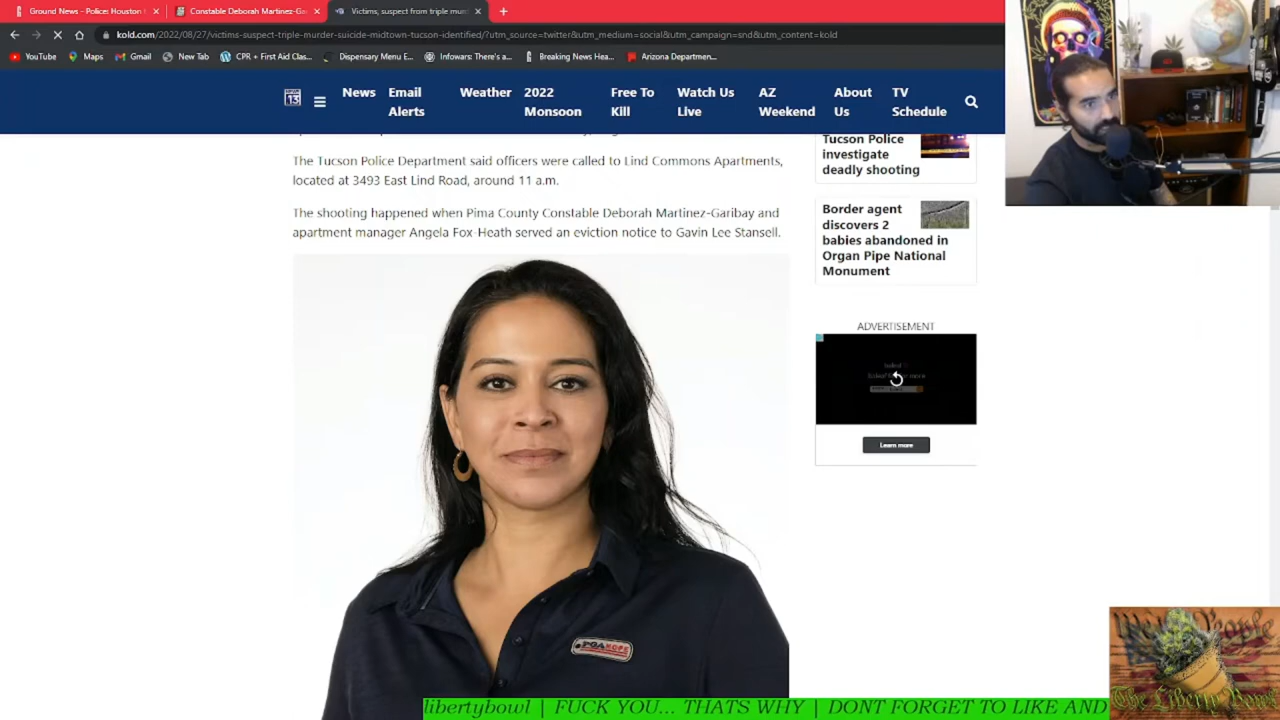 Ground News - Police: Houston
Constable Deborah Martinez-Ga
Victims, suspect from triple mur
kold.com/2022/08/27/victims-suspect-triple-murder-suicide-midtown-tucson-identified/?utm_source=twitter&utm_medium=social&utm_campaign=snd&utm_content=kold
YouTube
Maps
Gmail
New Tab
CPR + First Aid Clas...
Dispensary Menu E...
Infowars: There's a...
Breaking News Hea...
Arizona Departmen...
13
News
Email
Alerts
Weather
2022
Monsoon
Free To
Kill
Watch Us
Live
AZ
Weekend
About
Us
TV
Schedule
The Tucson Police Department said officers were called to Lind Commons Apartments,
located at 3493 East Lind Road, around 11 a.m.
The shooting happened when Pima County Constable Deborah Martinez-Garibay and
apartment manager Angela Fox-Heath served an eviction notice to Gavin Lee Stansell.
PGA HOPE
Tucson Police
investigate
deadly shooting
Border agent
discovers 2
babies abandoned in
Organ Pipe National
Monument
ADVERTISEMENT
Learn more
The Liberty Bowl
libertybowl | FUCK YOU... THATS WHY | DONT FORGET TO LIKE AND